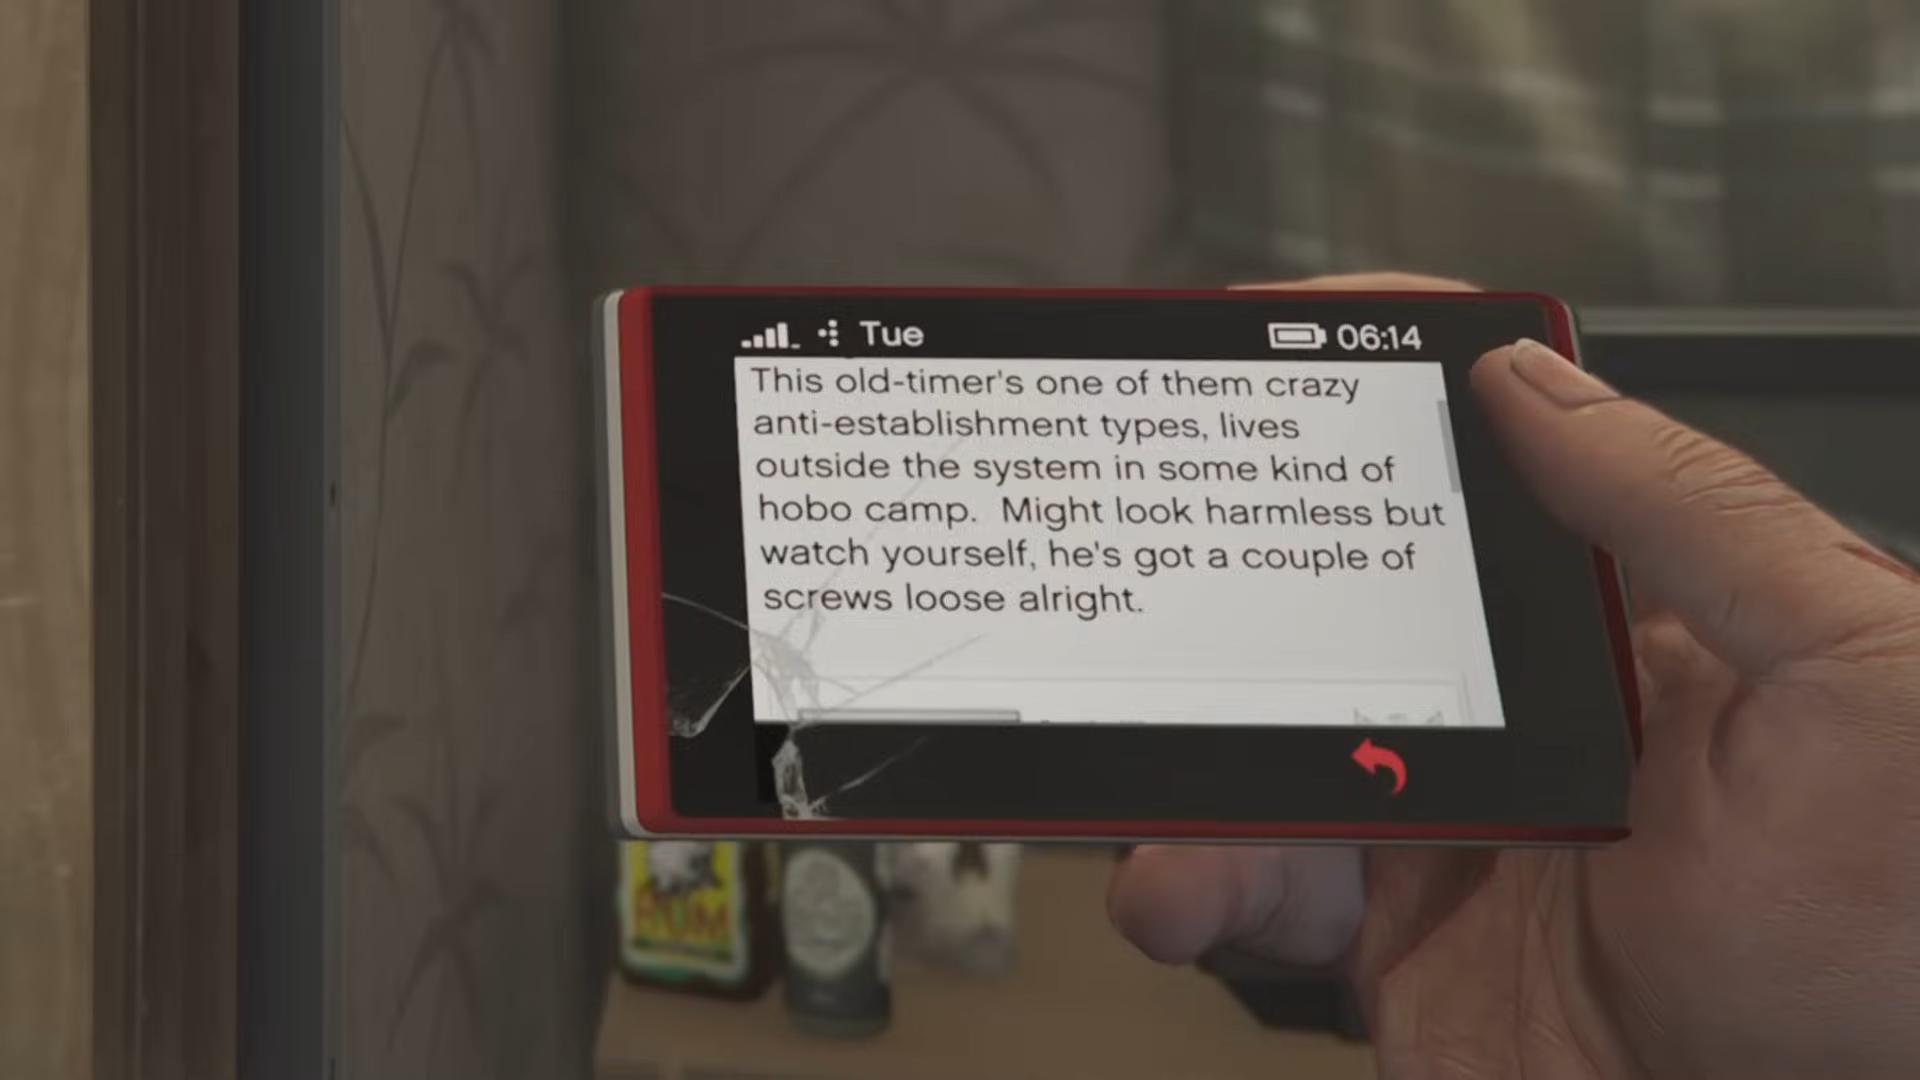 Tue
06:14
This old-timer's one of them crazy
anti-establishment types, lives
outside the system in some kind of
hobo camp.  Might look harmless but
watch yourself, he's got a couple of
screws loose alright.
RUM